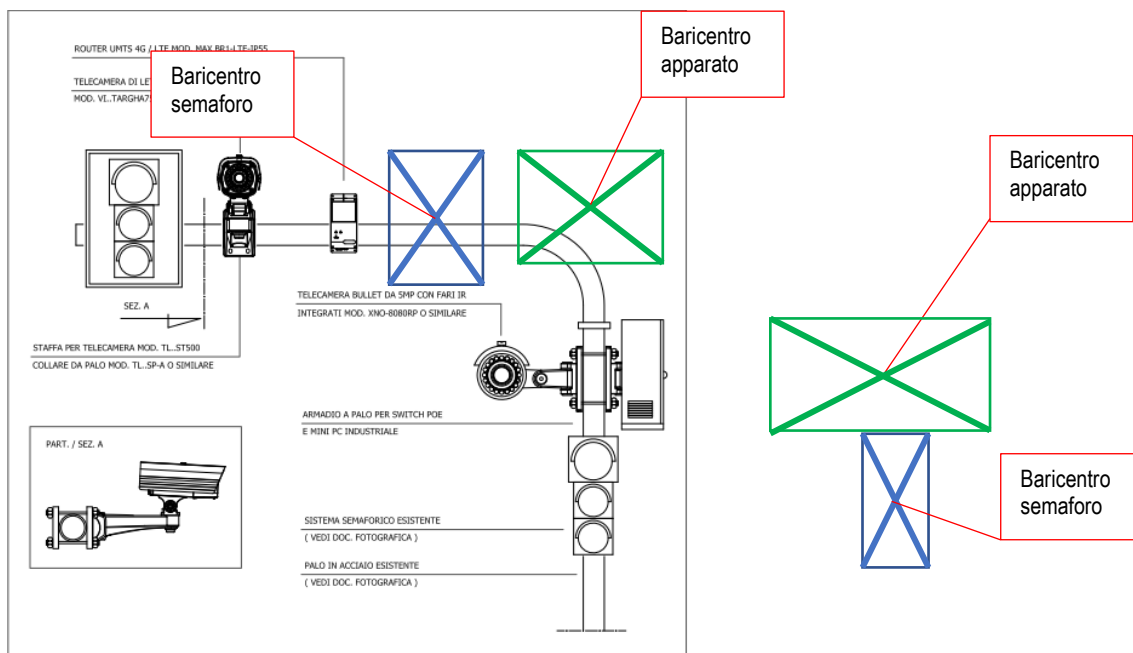 ROUTER UMTS 4G / LTE MOD. MAX BR1-LTE-IP55
TELECAMERA DI LE
MOD. VI..TARGHA7
Baricentro
semaforo
Baricentro
apparato
Baricentro
apparato
SEZ. A
TELECAMERA BULLET DA 5MP CON FARI IR
INTEGRATI MOD. XNO-8080RP O SIMILARE
STAFFA PER TELECAMERA MOD. TL..ST500
COLLARE DA PALO MOD. TL..SP-A O SIMILARE
ARMADIO A PALO PER SWITCH POE
E MINI PC INDUSTRIALE
PART. / SEZ. A
Baricentro
semaforo
SISTEMA SEMAFORICO ESISTENTE
( VEDI DOC. FOTOGRAFICA )
PALO IN ACCIAIO ESISTENTE
( VEDI DOC. FOTOGRAFICA )